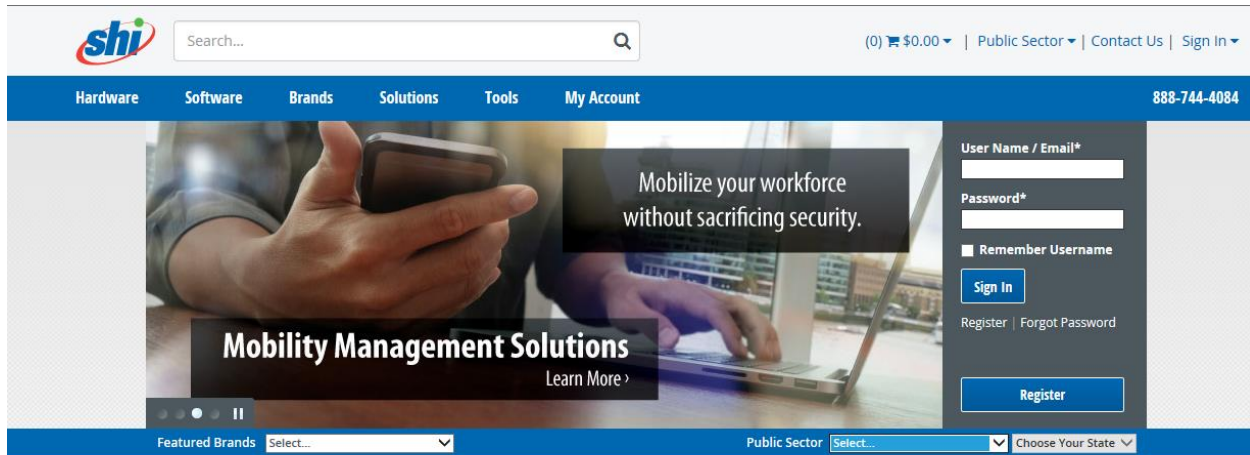 shi
Search...
(0) $0.00 | Public Sector | Contact Us | Sign In
Hardware Software Brands Solutions Tools My Account 888-744-4084
Mobilize your workforce
without sacrificing security.
Mobility Management Solutions
Learn More ›
User Name / Email*
Password*
Remember Username
Sign In
Register | Forgot Password
Register
Featured Brands Select... Public Sector Select... Choose Your State